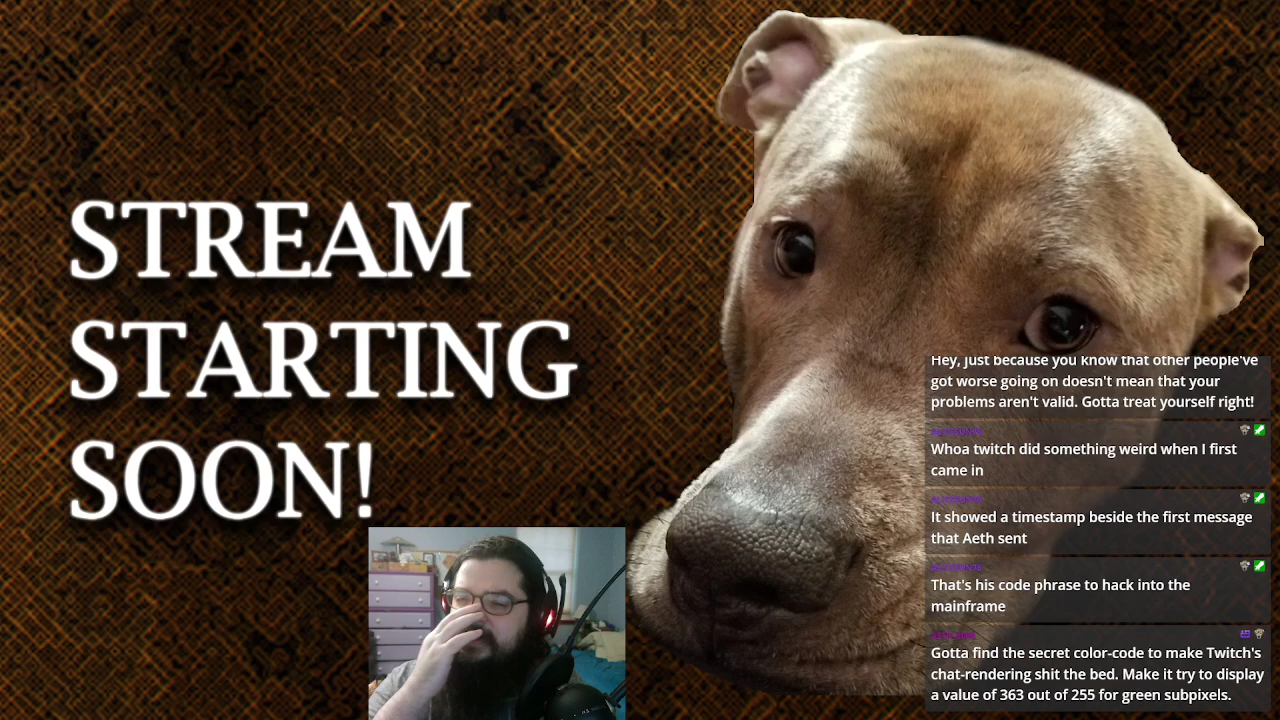 STREAM
STARTING
SOON!
Hey, just because you know that other people've
got worse going on doesn't mean that your
problems aren't valid. Gotta treat yourself right!
Whoa twitch did something weird when I first
came in
It showed a timestamp beside the first message
that Aeth sent
That's his code phrase to hack into the
mainframe
Gotta find the secret color-code to make Twitch's
chat-rendering shit the bed. Make it try to display
a value of 363 out of 255 for green subpixels.